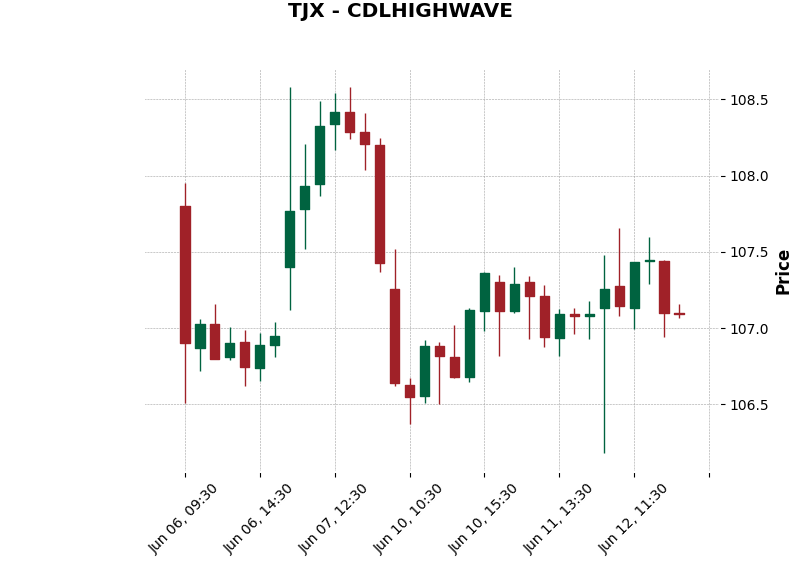 TJX - CDLHIGHWAVE
108.5
108.0
107.5
107.0
106.5
Price
Jun 06, 09:30
Jun 06, 14:30
Jun 07, 12:30
Jun 10, 10:30
Jun 10, 15:30
Jun 11, 13:30
Jun 12, 11:30